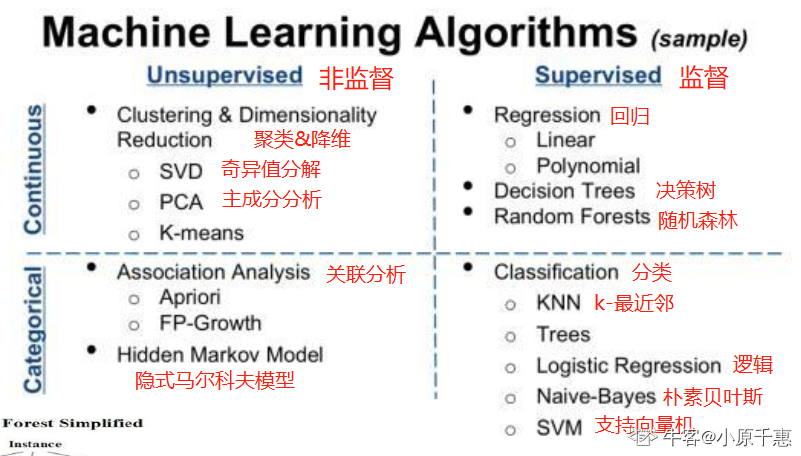 Machine Learning Algorithms (sample)
Unsupervised 非监督
Supervised 监督
Continuous
Clustering & Dimensionality
Reduction 聚类&降维
SVD 奇异值分解
PCA 主成分分析
K-means
Regression 回归
Linear
Polynomial
Decision Trees 决策树
Random Forests 随机森林
Categorical
Association Analysis 关联分析
Apriori
FP-Growth
Hidden Markov Model
隐式马尔科夫模型
Classification 分类
KNN k-最近邻
Trees
Logistic Regression 逻辑
Naive-Bayes 朴素贝叶斯
SVM 支持向量机
Forest Simplified
Instance
牛客@小原千惠